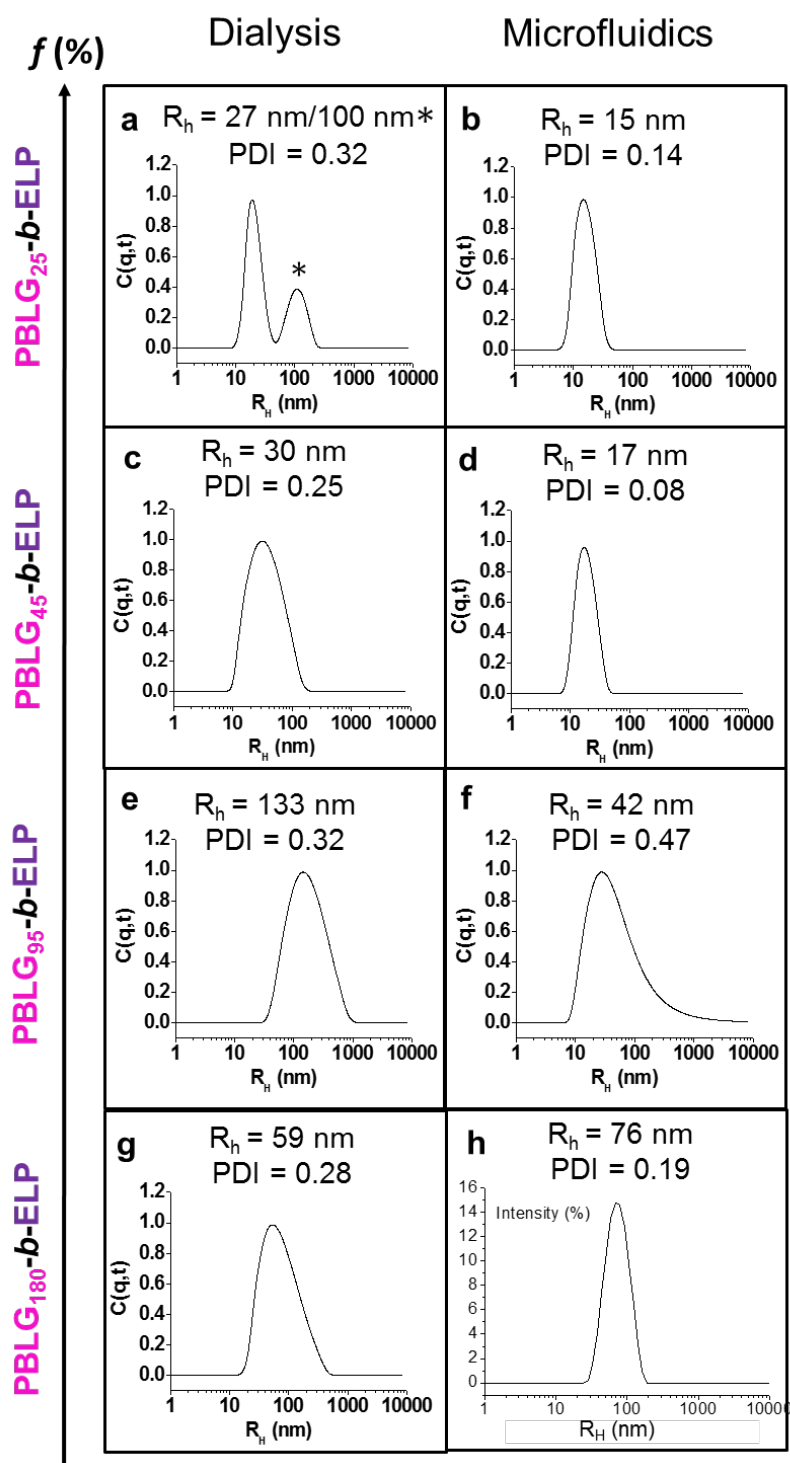 Dialysis Microfluidics
f (%)
PBLG25-b-ELP
a
Rh = 27 nm/100 nm*
PDI = 0.32
1.2
1.0
0.8
0.6
0.4
0.2
0.0
C(q,t)
*
1 10 100 1000 10000
RH (nm)
b
Rh = 15 nm
PDI = 0.14
1.2
1.0
0.8
0.6
0.4
0.2
0.0
C(q,t)
1 10 100 1000 10000
RH (nm)
PBLG45-b-ELP
c
Rh = 30 nm
PDI = 0.25
1.2
1.0
0.8
0.6
0.4
0.2
0.0
C(q,t)
1 10 100 1000 10000
RH (nm)
d
Rh = 17 nm
PDI = 0.08
1.2
1.0
0.8
0.6
0.4
0.2
0.0
C(q,t)
1 10 100 1000 10000
RH (nm)
PBLG95-b-ELP
e
Rh = 133 nm
PDI = 0.32
1.2
1.0
0.8
0.6
0.4
0.2
0.0
C(q,t)
1 10 100 1000 10000
RH (nm)
f
Rh = 42 nm
PDI = 0.47
1.2
1.0
0.8
0.6
0.4
0.2
0.0
C(q,t)
1 10 100 1000 10000
RH (nm)
PBLG180-b-ELP
g
Rh = 59 nm
PDI = 0.28
1.2
1.0
0.8
0.6
0.4
0.2
0.0
C(q,t)
1 10 100 1000 10000
RH (nm)
h
Rh = 76 nm
PDI = 0.19
16
14
12
10
8
6
4
2
0
Intensity (%)
1 10 100 1000 10000
RH (nm)